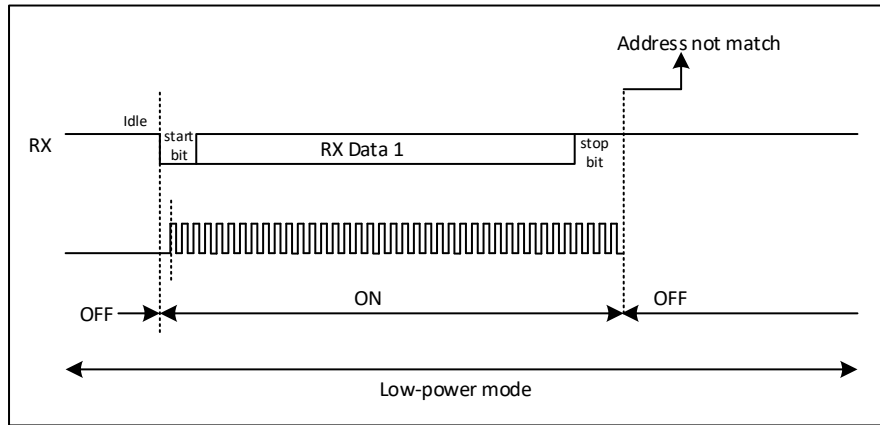 Address not match
Idle
RX
start
bit
RX Data 1
stop
bit
OFF
ON
OFF
Low-power mode